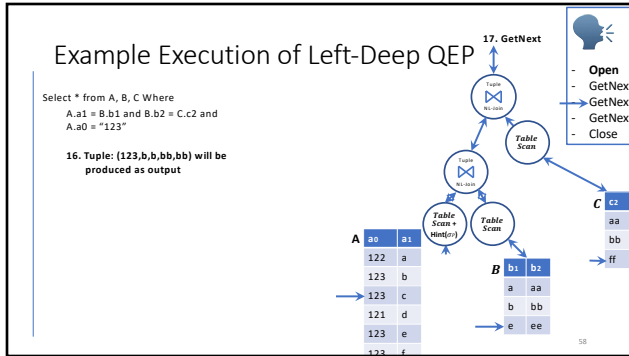 17. GetNext
Example Execution of Left-Deep QEP
- Open
- GetNex
- GetNex
- GetNex
- Close
Select * from A, B, C Where
A.a1 = B.b1 and B.b2 = C.c2 and
A.a0 = “123”
16. Tuple: (123,b,b,bb,bb) will be
produced as output
Tuple
NL-Join
Table
Scan
Tuple
NL-Join
Table
Scan +
Hint(σ)
Table
Scan
A
a0 a1
122 a
123 b
123 c
121 d
123 e
123 f
B
b1 b2
a aa
b bb
e ee
C
c2
aa
bb
ff
58